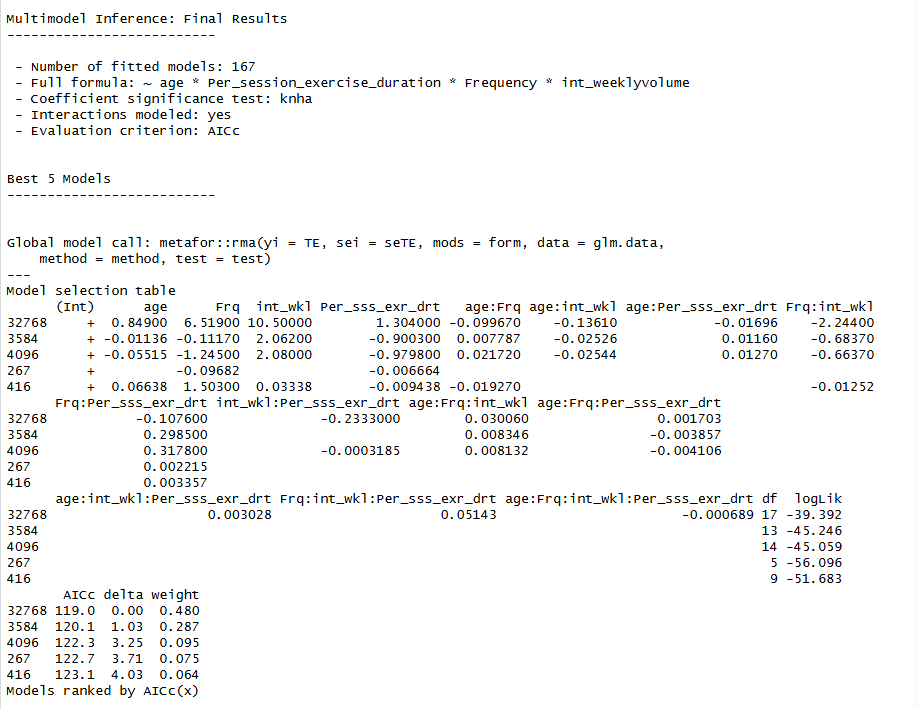 Multimodel Inference: Final Results
--------------------------
- Number of fitted models: 167
- Full formula: ~ age * Per_session_exercise_duration * Frequency * int_weeklyvolume
- Coefficient significance test: knha
- Interactions modeled: yes
- Evaluation criterion: AICc
Best 5 Models
--------------------------
Global model call: metafor::rma(yi = TE, sei = seTE, mods = form, data = glm.data,
    method = method, test = test)
---
Model selection table
      (Int)      age      Frq  int_wkl Per_sss_exr_drt   age:Frq age:int_wkl age:Per_sss_exr_drt Frq:int_wkl
32768     +  0.84900  6.51900 10.50000        1.304000 -0.099670    -0.13610            -0.01696    -2.24400
3584      + -0.01136 -0.11170  2.06200       -0.900300  0.007787    -0.02526             0.01160    -0.68370
4096      + -0.05515 -1.24500  2.08000       -0.979800  0.021720    -0.02544             0.01270    -0.66370
267       +          -0.09682                -0.006664
416       +  0.06638  1.50300  0.03338       -0.009438 -0.019270                                    -0.01252
      Frq:Per_sss_exr_drt int_wkl:Per_sss_exr_drt age:Frq:int_wkl age:Frq:Per_sss_exr_drt
32768           -0.107600              -0.2333000        0.030060                0.001703
3584             0.298500                                0.008346               -0.003857
4096             0.317800              -0.0003185        0.008132               -0.004106
267              0.002215
416              0.003357
      age:int_wkl:Per_sss_exr_drt Frq:int_wkl:Per_sss_exr_drt age:Frq:int_wkl:Per_sss_exr_drt df  logLik
32768                    0.003028                     0.05143                       -0.000689 17 -39.392
3584                                                                                          13 -45.246
4096                                                                                          14 -45.059
267                                                                                            5 -56.096
416                                                                                            9 -51.683
       AICc delta weight
32768 119.0  0.00  0.480
3584  120.1  1.03  0.287
4096  122.3  3.25  0.095
267   122.7  3.71  0.075
416   123.1  4.03  0.064
Models ranked by AICc(x)